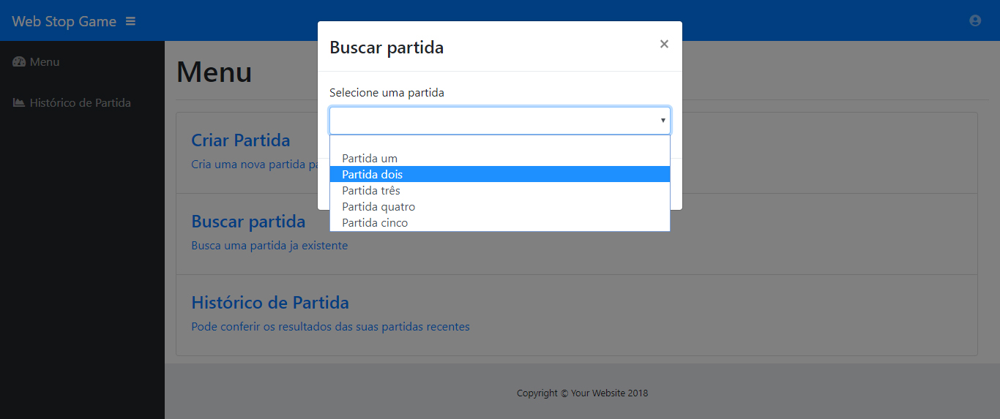 Web Stop Game
Menu
Histórico de Partida
Menu
Criar Partida
Cria uma nova partida
Buscar partida
Busca uma partida ja existente
Histórico de Partida
Pode conferir os resultados das suas partidas recentes
Copyright © Your Website 2018
Buscar partida
×
Selecione uma partida
Partida um
Partida dois
Partida três
Partida quatro
Partida cinco